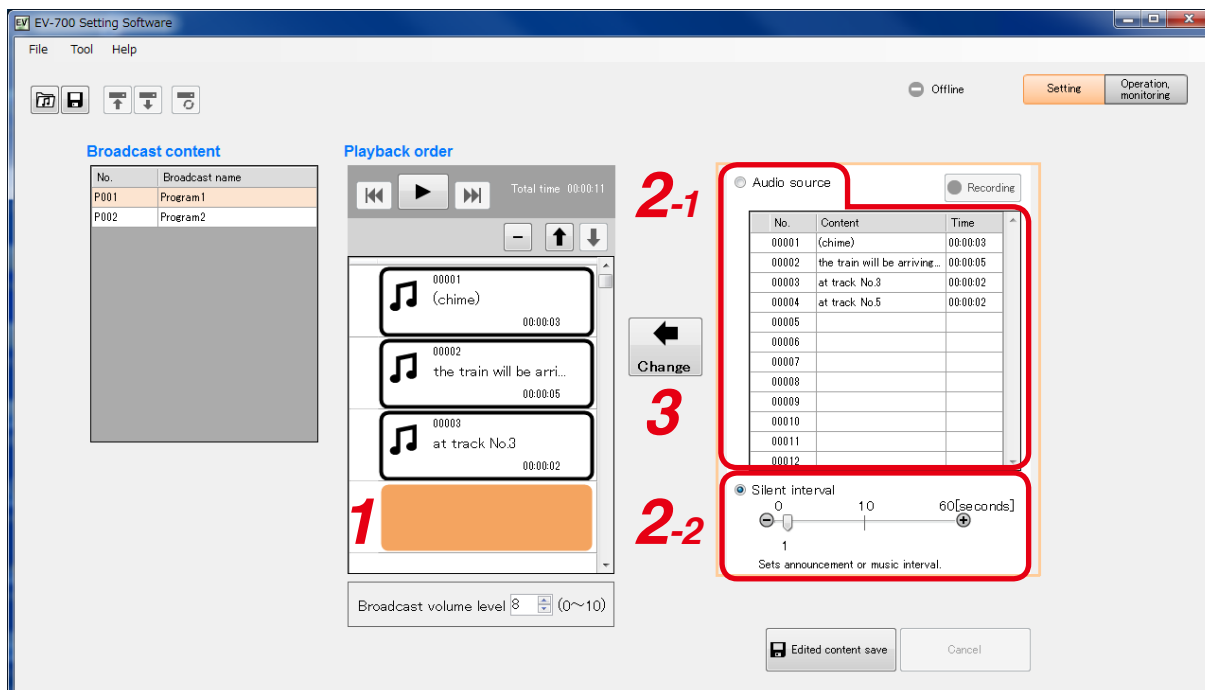 EV EV-700 Setting Software
File Tool Help
Offline
Setting
Operation,
monitoring
Broadcast content
No. Broadcast name
P001 Program1
P002 Program2
Playback order
Total time 00:00:11
00001
(chime)
00:00:03
00002
the train will be arri...
00:00:05
00003
at track No.3
00:00:02
1
Broadcast volume level 8 (0～10)
Change
3
2-1
Audio source
Recording
No. Content Time
00001 (chime) 00:00:03
00002 the train will be arriving... 00:00:05
00003 at track No.3 00:00:02
00004 at track No.5 00:00:02
00005
00006
00007
00008
00009
00010
00011
00012
2-2
Silent interval
0 10 60[seconds]
1
Sets announcement or music interval.
Edited content save
Cancel